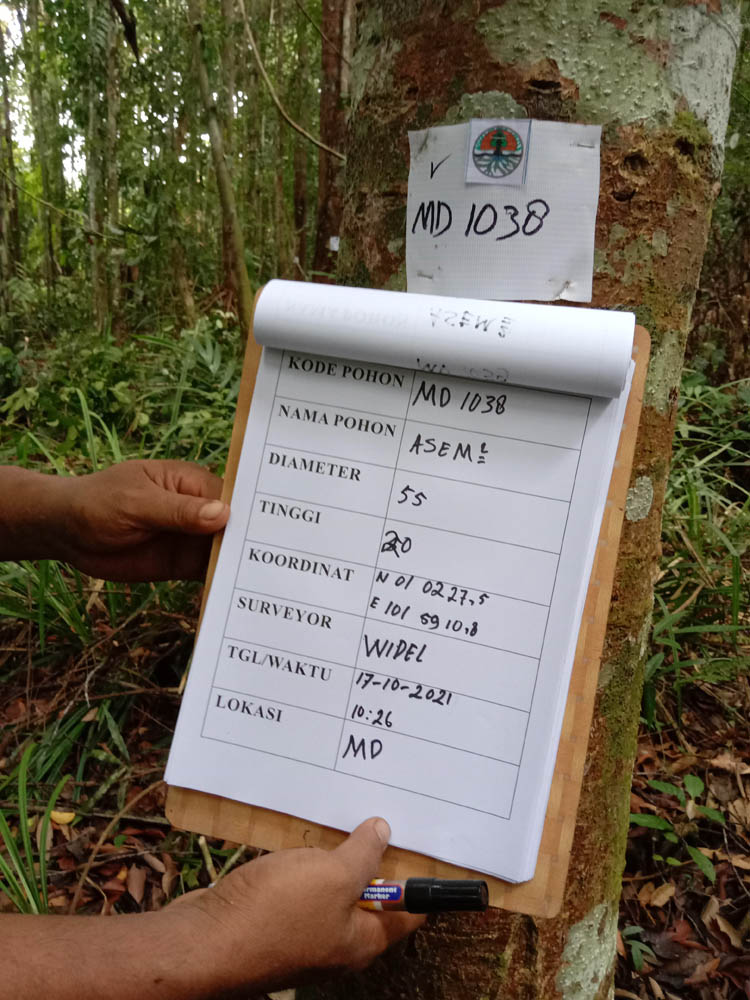 MD 1038
ASEM
KODE POHON MD 1038
NAMA POHON ASEM²
DIAMETER 55
TINGGI 20
KOORDINAT N 01 02 27,5
E 101 59 10,8
SURVEYOR WIDEL
TGL/WAKTU 17-10-2021
10:26
LOKASI MD
Permanent
Marker